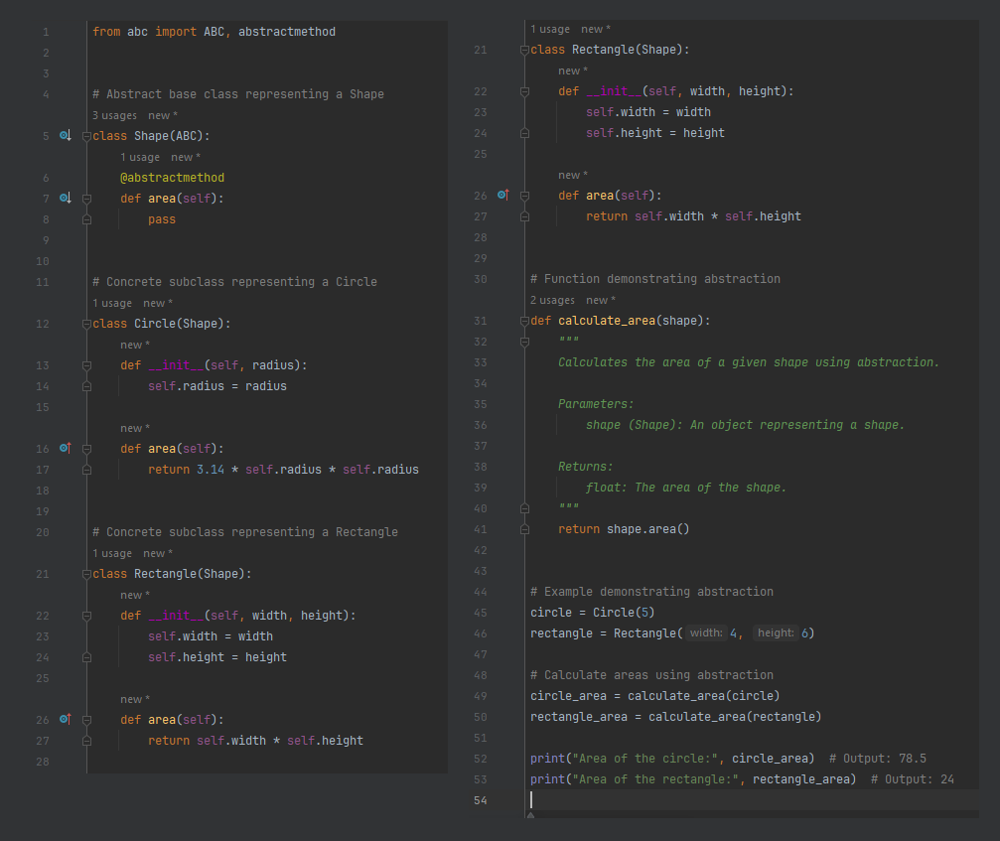 1 from abc import ABC, abstractmethod
2
3
4 # Abstract base class representing a Shape
3 usages new *
5 class Shape(ABC):
1 usage new *
6 @abstractmethod
7 def area(self):
8 pass
9
10
11 # Concrete subclass representing a Circle
1 usage new *
12 class Circle(Shape):
new *
13 def __init__(self, radius):
14 self.radius = radius
15
new *
16 def area(self):
17 return 3.14 * self.radius * self.radius
18
19
20 # Concrete subclass representing a Rectangle
1 usage new *
21 class Rectangle(Shape):
new *
22 def __init__(self, width, height):
23 self.width = width
24 self.height = height
25
new *
26 def area(self):
27 return self.width * self.height
28
1 usage new *
21 class Rectangle(Shape):
new *
22 def __init__(self, width, height):
23 self.width = width
24 self.height = height
25
new *
26 def area(self):
27 return self.width * self.height
28
29
30 # Function demonstrating abstraction
2 usages new *
31 def calculate_area(shape):
32 """
33 Calculates the area of a given shape using abstraction.
34
35 Parameters:
36 shape (Shape): An object representing a shape.
37
38 Returns:
39 float: The area of the shape.
40 """
41 return shape.area()
42
43
44 # Example demonstrating abstraction
45 circle = Circle(5)
46 rectangle = Rectangle( width: 4, height: 6)
47
48 # Calculate areas using abstraction
49 circle_area = calculate_area(circle)
50 rectangle_area = calculate_area(rectangle)
51
52 print("Area of the circle:", circle_area) # Output: 78.5
53 print("Area of the rectangle:", rectangle_area) # Output: 24
54